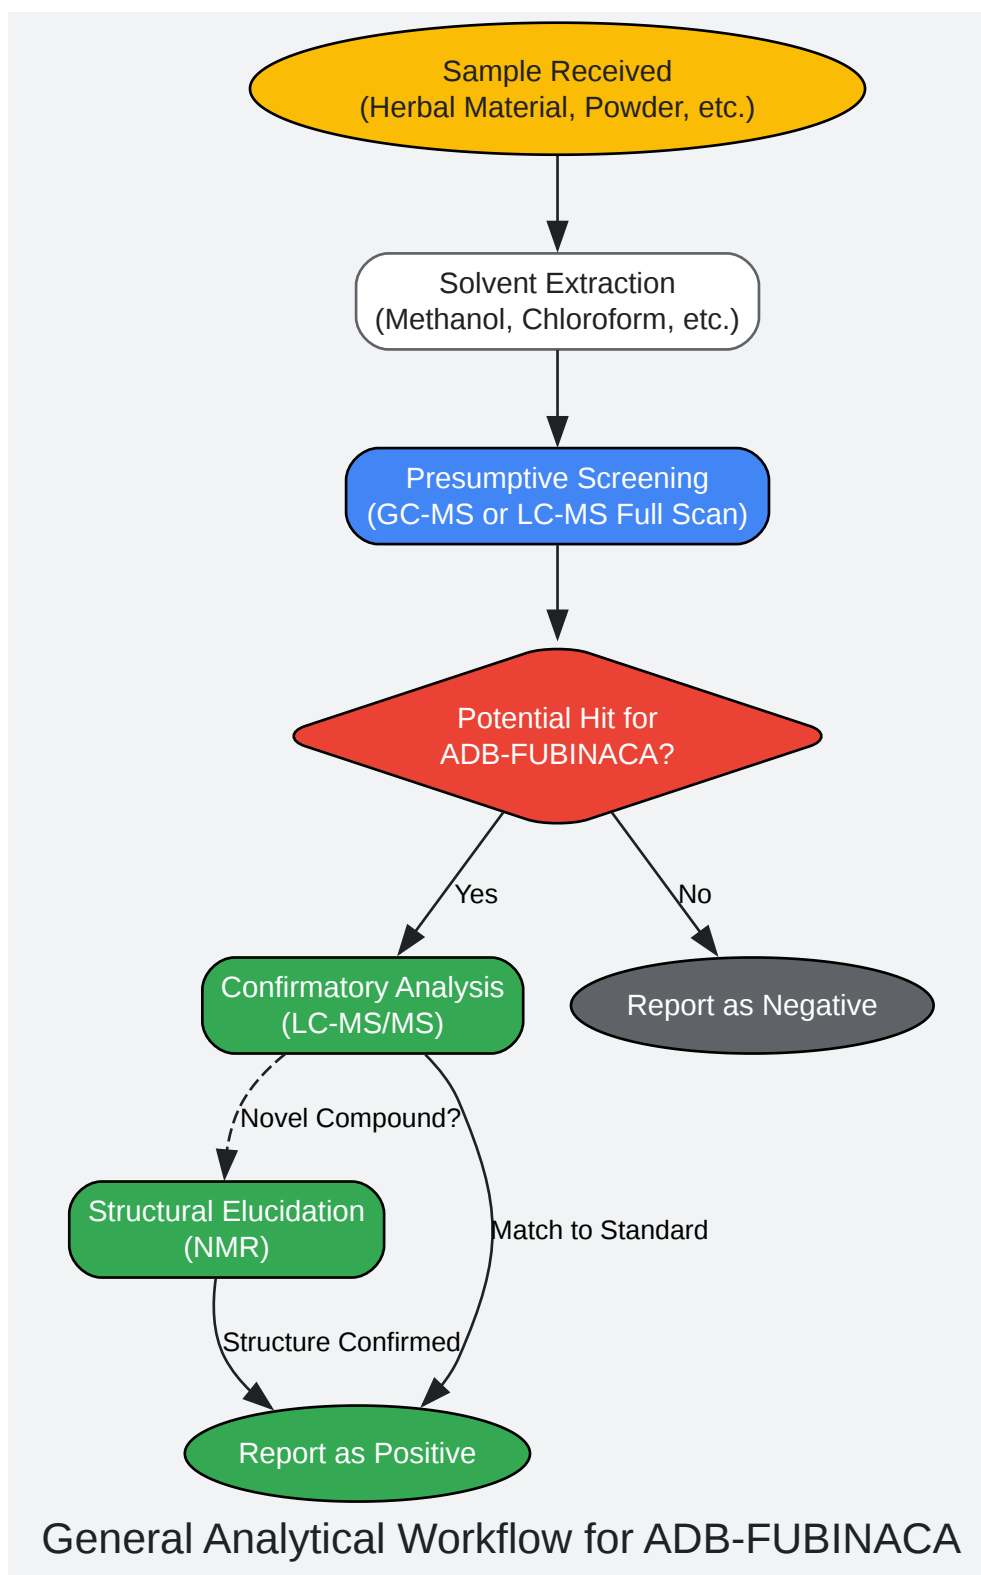 Sample Received
(Herbal Material, Powder, etc.)
Solvent Extraction
(Methanol, Chloroform, etc.)
Presumptive Screening
(GC-MS or LC-MS Full Scan)
Potential Hit for
ADB-FUBINACA?
Yes
No
Confirmatory Analysis
(LC-MS/MS)
Report as Negative
Novel Compound?
Structural Elucidation
(NMR)
Match to Standard
Structure Confirmed
Report as Positive
General Analytical Workflow for ADB-FUBINACA